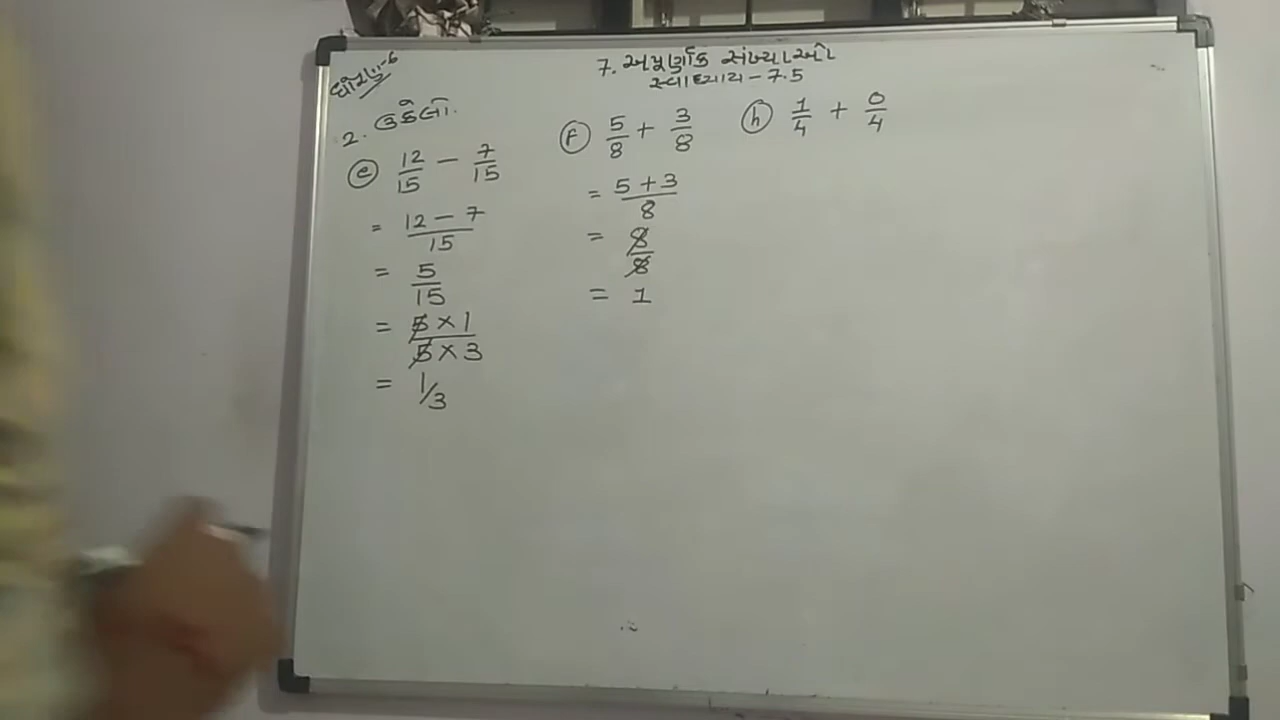 ધોરણ-6
7. અપૂર્ણાંક સંખ્યાઓ
સ્વાધ્યાય - 7.5
2. ઉકેલો.
(e) 12/15 - 7/15
= 12 - 7 / 15
= 5/15
= 5 × 1 / 5 × 3
= 1/3
(f) 5/8 + 3/8
= 5 + 3 / 8
= 8/8
= 1
(h) 1/4 + 0/4